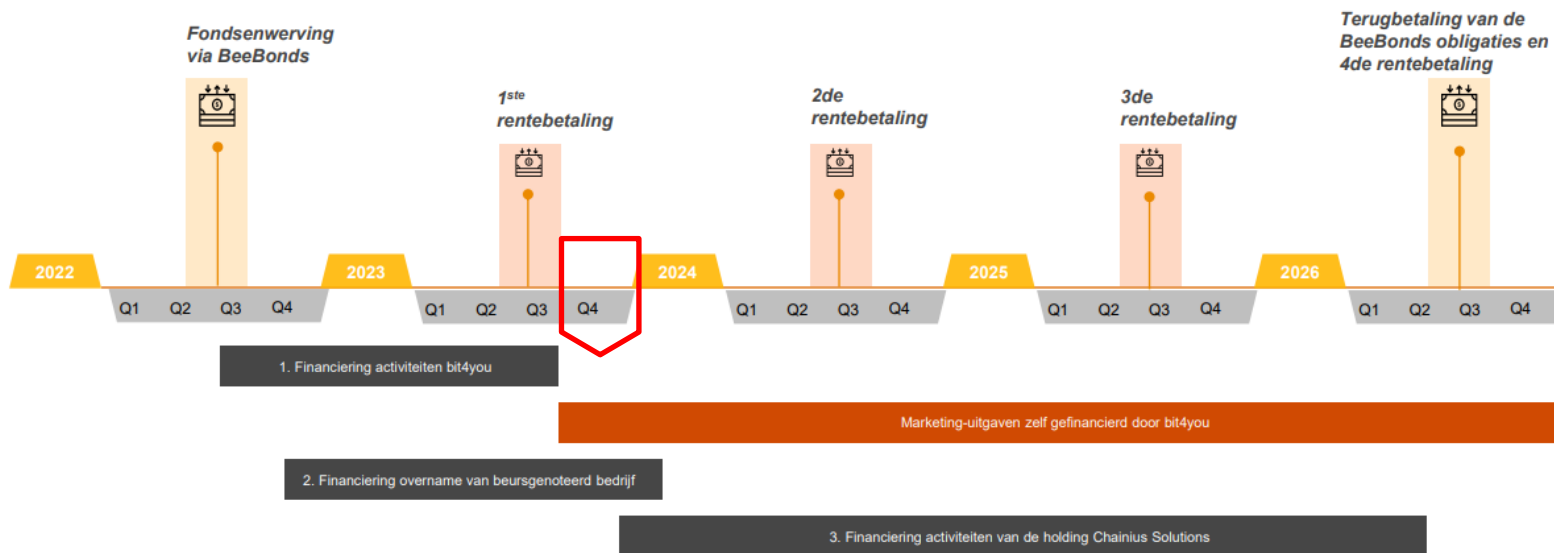 Fondsenwerving
via BeeBonds
1ste
rentebetaling
2de
rentebetaling
3de
rentebetaling
Terugbetaling van de
BeeBonds obligaties en
4de rentebetaling
2022
2023
2024
2025
2026
Q1 Q2 Q3 Q4
Q1 Q2 Q3 Q4
Q1 Q2 Q3 Q4
Q1 Q2 Q3 Q4
Q1 Q2 Q3 Q4
1. Financiering activiteiten bit4you
Marketing-uitgaven zelf gefinancierd door bit4you
2. Financiering overname van beursgenoteerd bedrijf
3. Financiering activiteiten van de holding Chainius Solutions